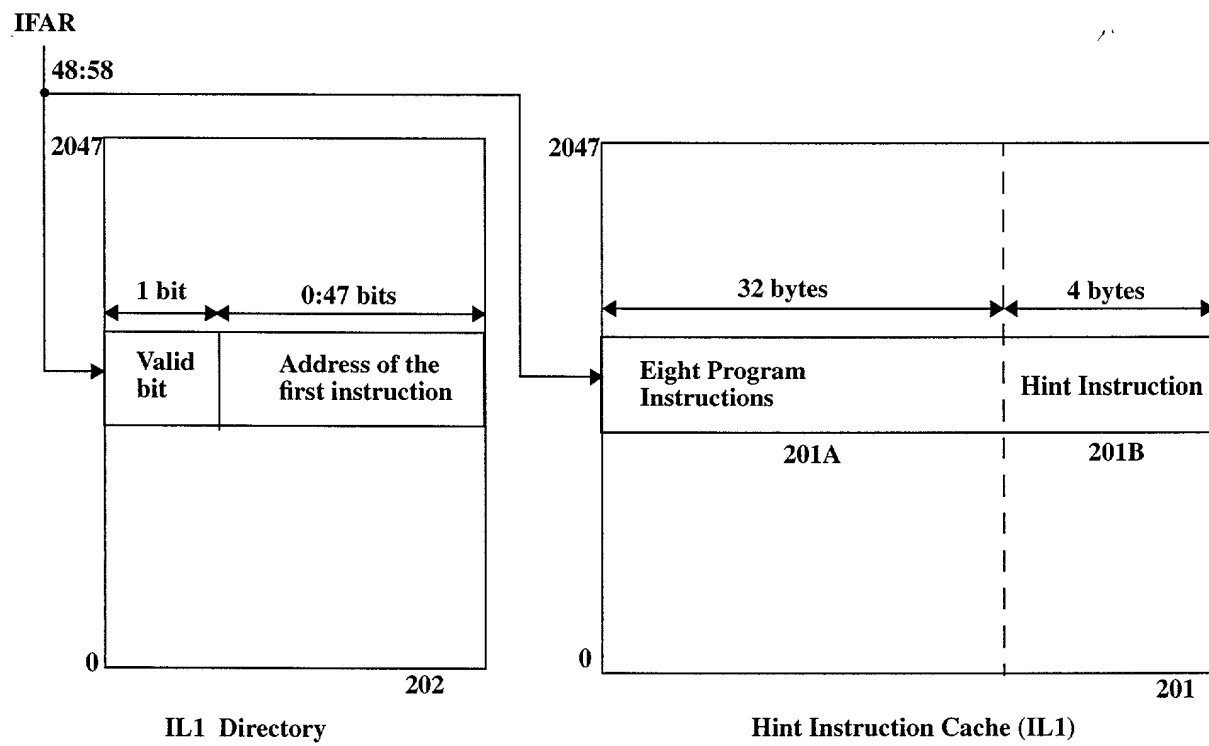 IFAR
48:58
2047
2047
1 bit
0:47 bits
32 bytes
4 bytes
Valid
bit
Address of the
first instruction
Eight Program
Instructions
Hint Instruction
201A
201B
0
0
202
201
IL1 Directory
Hint Instruction Cache (IL1)